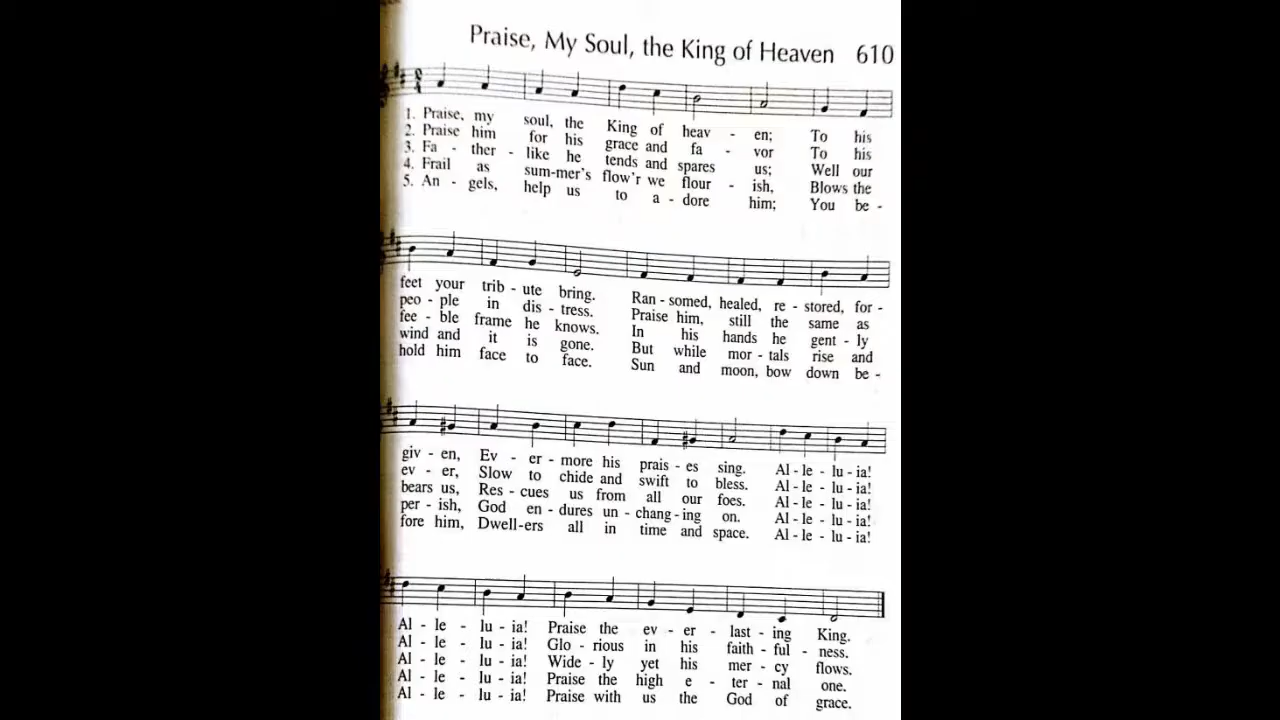 Praise, My Soul, the King of Heaven 610
1. Praise, my soul, the King of heav - en; To his
2. Praise him for his grace and fa - vor To his
3. Fa - ther - like he tends and spares us; Well our
4. Frail as sum-mer's flow'r we flour - ish, Blows the
5. An - gels, help us to a - dore him; You be -
feet your trib - ute bring. Ran - somed, healed, re - stored, for -
peo - ple in dis - tress. Praise him, still the same as
fee - ble frame he knows. In his hands he gent - ly
wind and it is gone. But while mor - tals rise and
hold him face to face. Sun and moon, bow down be -
giv - en, Ev - er - more his prais - es sing. Al - le - lu - ia!
ev - er, Slow to chide and swift to bless. Al - le - lu - ia!
bears us, Res - cues us from all our foes. Al - le - lu - ia!
per - ish, God en - dures un - chang - ing on. Al - le - lu - ia!
fore him, Dwell-ers all in time and space. Al - le - lu - ia!
Al - le - lu - ia! Praise the ev - er - last - ing King.
Al - le - lu - ia! Glo - rious in his faith - ful - ness.
Al - le - lu - ia! Wide - ly yet his mer - cy flows.
Al - le - lu - ia! Praise the high e - ter - nal one.
Al - le - lu - ia! Praise with us the God of grace.